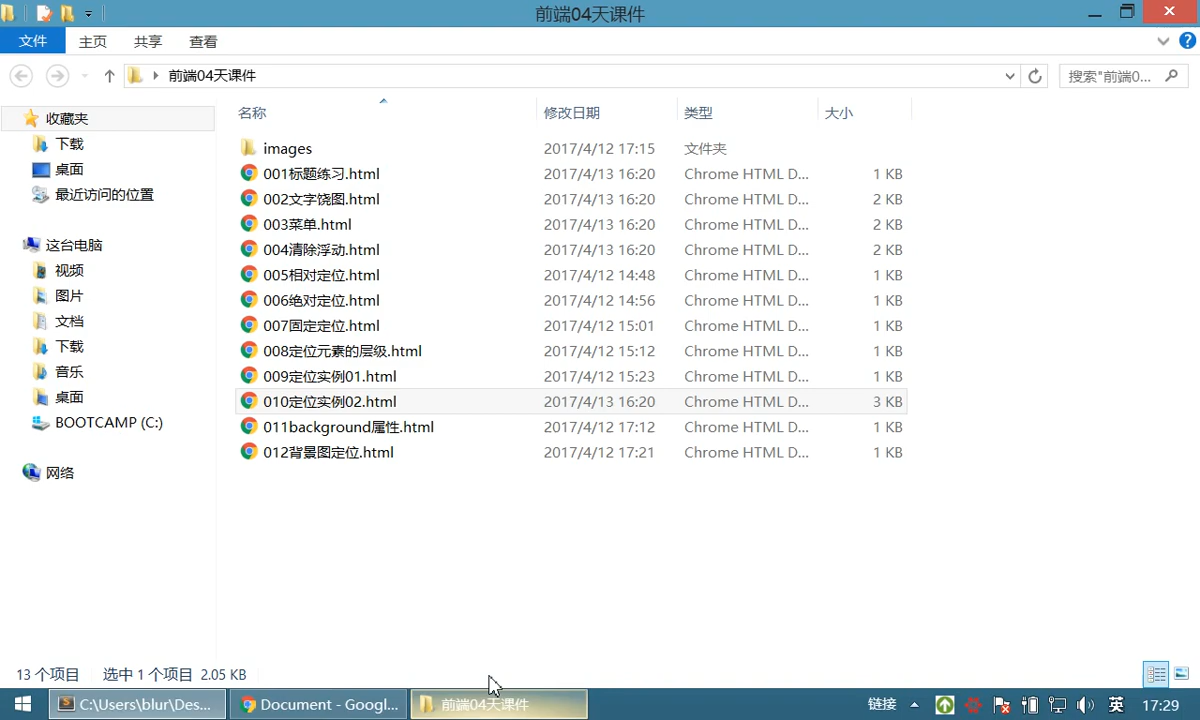 前端04天课件
文件 主页 共享 查看
前端04天课件 搜索"前端0...
收藏夹
下载
桌面
最近访问的位置
这台电脑
视频
图片
文档
下载
音乐
桌面
BOOTCAMP (C:)
网络
名称 修改日期 类型 大小
images 2017/4/12 17:15 文件夹
001标题练习.html 2017/4/13 16:20 Chrome HTML D... 1 KB
002文字饶图.html 2017/4/13 16:20 Chrome HTML D... 2 KB
003菜单.html 2017/4/13 16:20 Chrome HTML D... 2 KB
004清除浮动.html 2017/4/13 16:20 Chrome HTML D... 2 KB
005相对定位.html 2017/4/12 14:48 Chrome HTML D... 1 KB
006绝对定位.html 2017/4/12 14:56 Chrome HTML D... 1 KB
007固定定位.html 2017/4/12 15:01 Chrome HTML D... 1 KB
008定位元素的层级.html 2017/4/12 15:12 Chrome HTML D... 1 KB
009定位实例01.html 2017/4/12 15:23 Chrome HTML D... 1 KB
010定位实例02.html 2017/4/13 16:20 Chrome HTML D... 3 KB
011background属性.html 2017/4/12 17:12 Chrome HTML D... 1 KB
012背景图定位.html 2017/4/12 17:21 Chrome HTML D... 1 KB
13 个项目 选中 1 个项目 2.05 KB
C:\Users\blur\Des... Document - Googl... 前端04天课件 链接 英 17:29